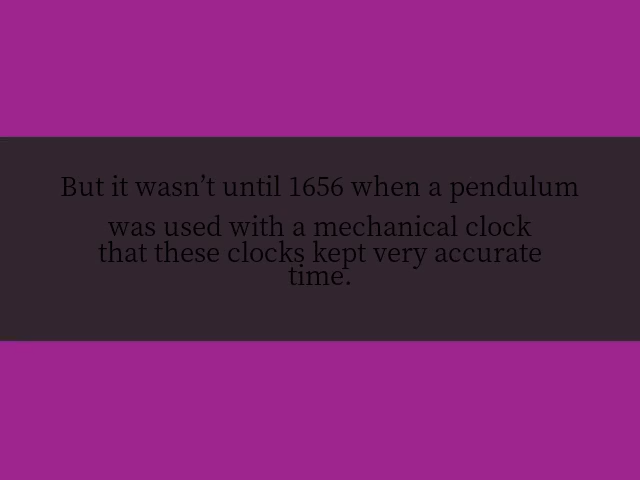 But it wasn’t until 1656 when a pendulum
was used with a mechanical clock
that these clocks kept very accurate
time.